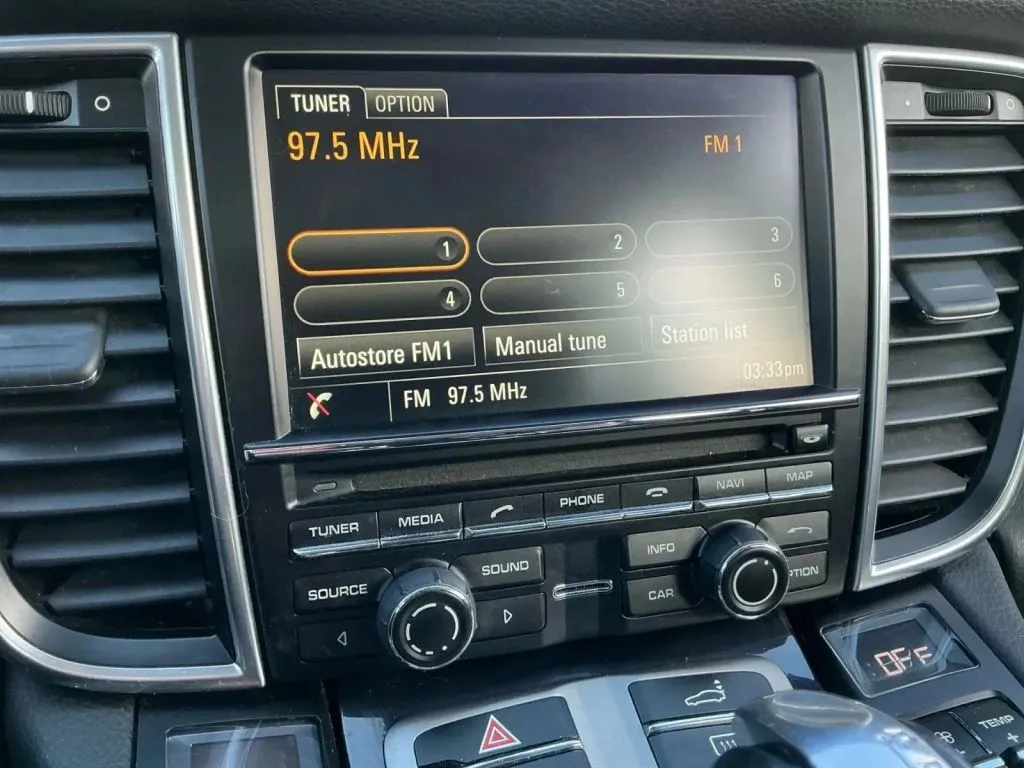 TUNER OPTION
97.5 MHz FM 1
1 2 3
4 5 6
Autostore FM1 Manual tune Station list
03:33pm
FM 97.5 MHz
TUNER MEDIA PHONE NAVI MAP
SOURCE SOUND INFO
CAR PTION
OFF
TEMP
+